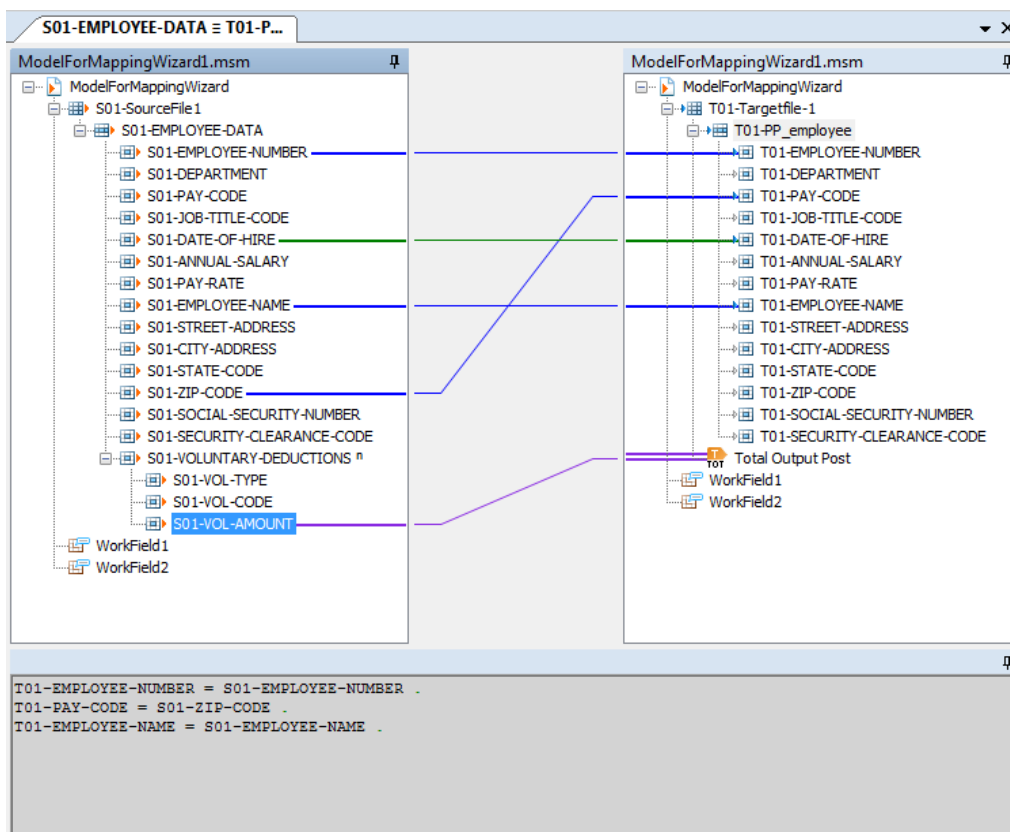 S01-EMPLOYEE-DATA ≡ T01-P...
ModelForMappingWizard1.msm
ModelForMappingWizard
S01-SourceFile1
S01-EMPLOYEE-DATA
S01-EMPLOYEE-NUMBER
S01-DEPARTMENT
S01-PAY-CODE
S01-JOB-TITLE-CODE
S01-DATE-OF-HIRE
S01-ANNUAL-SALARY
S01-PAY-RATE
S01-EMPLOYEE-NAME
S01-STREET-ADDRESS
S01-CITY-ADDRESS
S01-STATE-CODE
S01-ZIP-CODE
S01-SOCIAL-SECURITY-NUMBER
S01-SECURITY-CLEARANCE-CODE
S01-VOLUNTARY-DEDUCTIONS n
S01-VOL-TYPE
S01-VOL-CODE
S01-VOL-AMOUNT
WorkField1
WorkField2
ModelForMappingWizard1.msm
ModelForMappingWizard
T01-Targetfile-1
T01-PP_employee
T01-EMPLOYEE-NUMBER
T01-DEPARTMENT
T01-PAY-CODE
T01-JOB-TITLE-CODE
T01-DATE-OF-HIRE
T01-ANNUAL-SALARY
T01-PAY-RATE
T01-EMPLOYEE-NAME
T01-STREET-ADDRESS
T01-CITY-ADDRESS
T01-STATE-CODE
T01-ZIP-CODE
T01-SOCIAL-SECURITY-NUMBER
T01-SECURITY-CLEARANCE-CODE
T TOT Total Output Post
WorkField1
WorkField2
T01-EMPLOYEE-NUMBER = S01-EMPLOYEE-NUMBER .
T01-PAY-CODE = S01-ZIP-CODE .
T01-EMPLOYEE-NAME = S01-EMPLOYEE-NAME .